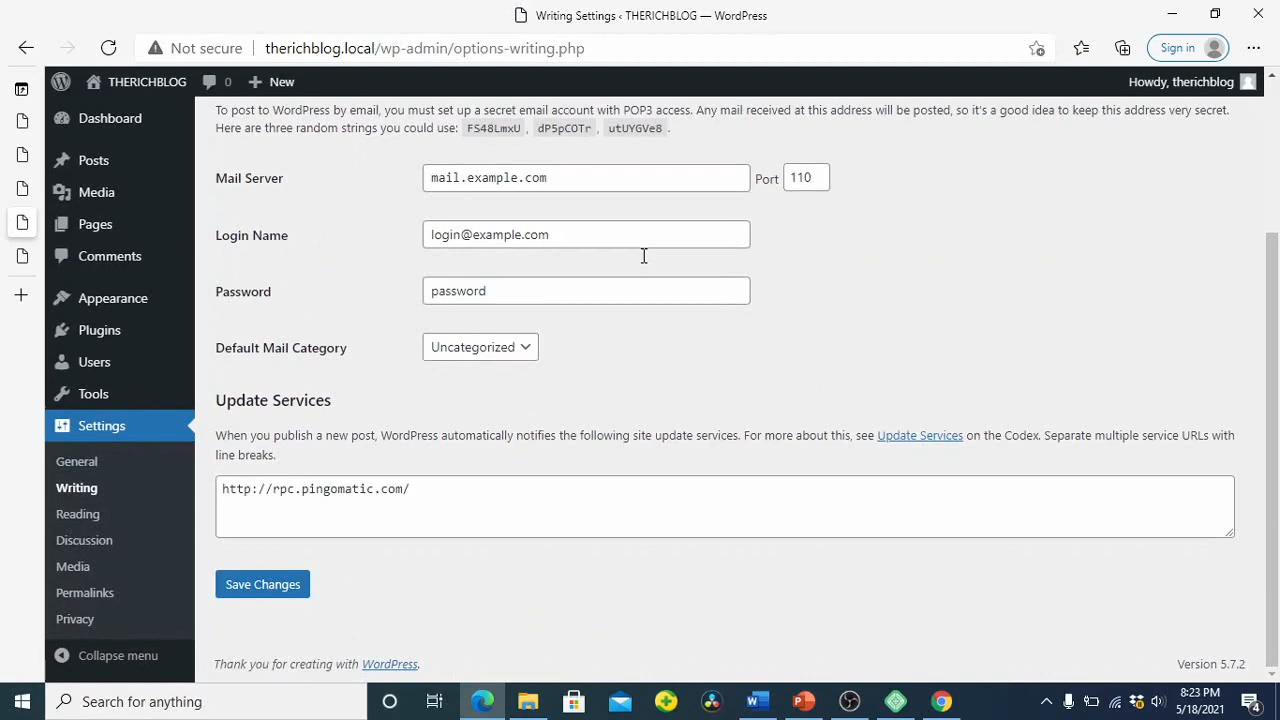 Writing Settings ‹ THERICHBLOG — WordPress
Not secure therichblog.local/wp-admin/options-writing.php Sign in
THERICHBLOG 0 New Howdy, therichblog
To post to WordPress by email, you must set up a secret email account with POP3 access. Any mail received at this address will be posted, so it's a good idea to keep this address very secret.
Here are three random strings you could use: FS48LmxU , dP5pCOTr , utUYGVe8 .
Dashboard
Posts
Media
Pages
Comments
Appearance
Plugins
Users
Tools
Settings
General
Writing
Reading
Discussion
Media
Permalinks
Privacy
Collapse menu
Mail Server mail.example.com Port 110
Login Name login@example.com
Password password
Default Mail Category Uncategorized
Update Services
When you publish a new post, WordPress automatically notifies the following site update services. For more about this, see Update Services on the Codex. Separate multiple service URLs with
line breaks.
http://rpc.pingomatic.com/
Save Changes
Thank you for creating with WordPress. Version 5.7.2
Search for anything
8:23 PM
5/18/2021
4